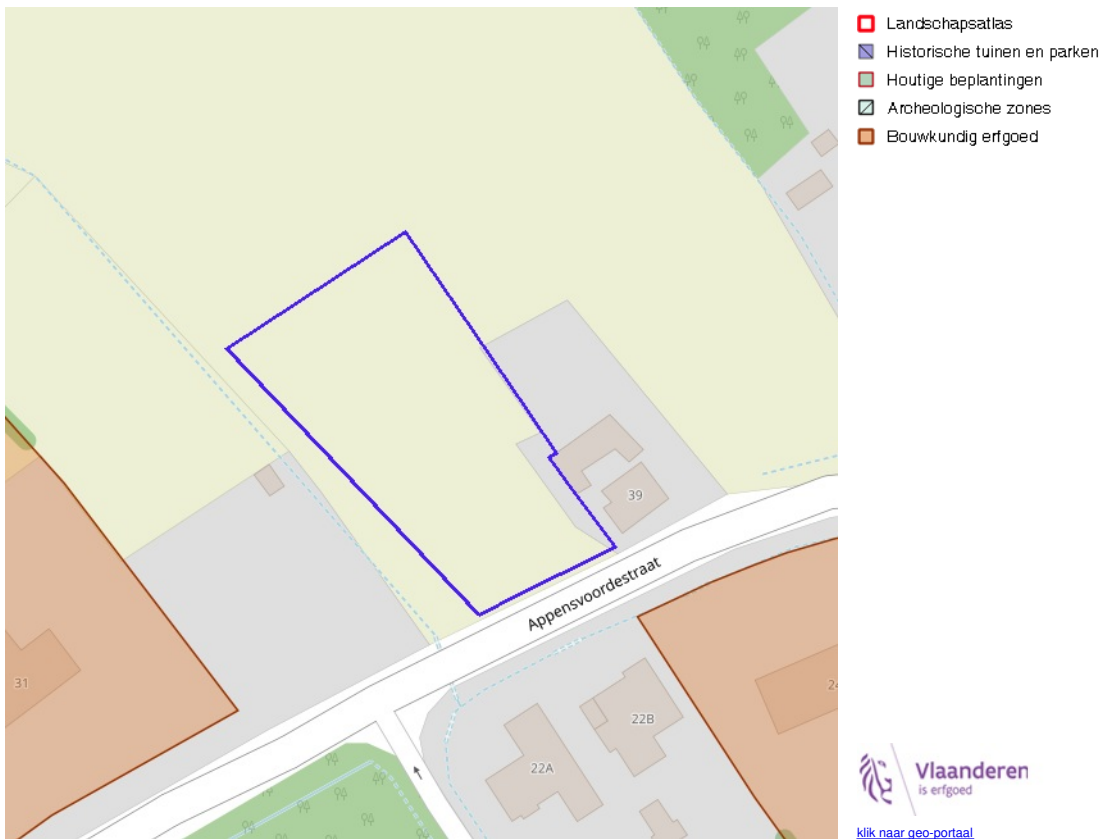 Landschapsatlas
Historische tuinen en parken
Houtige beplantingen
Archeologische zones
Bouwkundig erfgoed
39
Appensvoordestraat
31
22B
22A
Vlaanderen
is erfgoed
klik naar geo-portaal